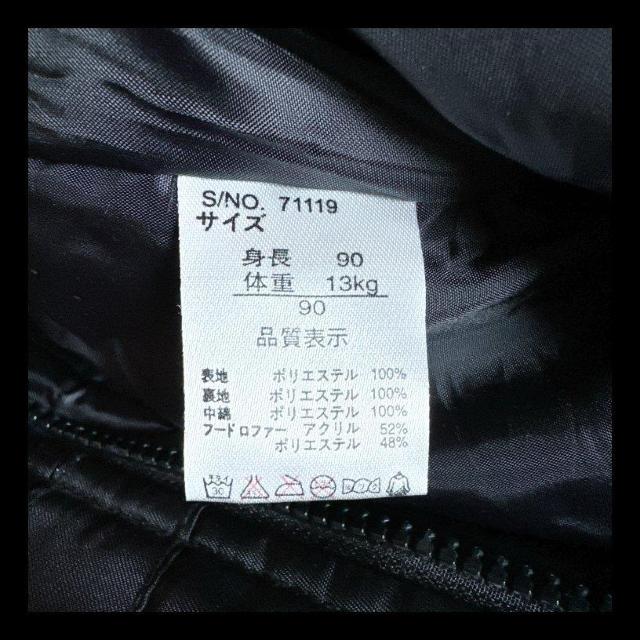 S/NO. 71119
サイズ
身長 90
体重 13kg
90
品質表示
表地 ポリエステル 100%
裏地 ポリエステル 100%
中綿 ポリエステル 100%
フードロファー アクリル 52%
ポリエステル 48%
30